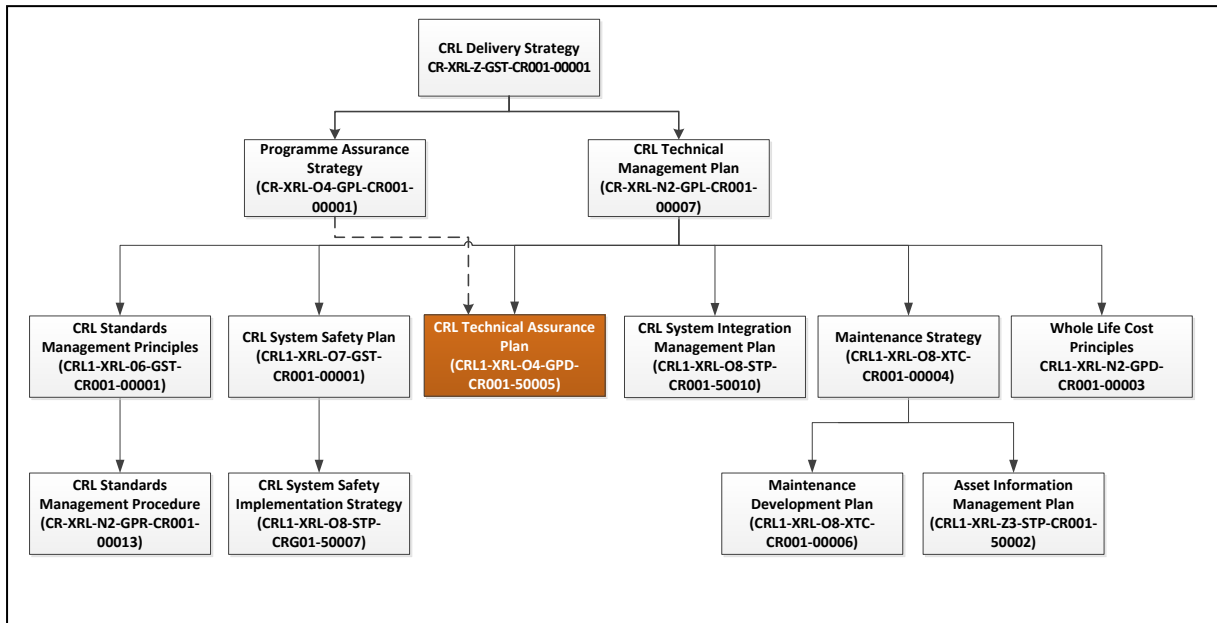 CRL Delivery Strategy
CR-XRL-Z-GST-CR001-00001
Programme Assurance
Strategy
(CR-XRL-O4-GPL-CR001-
00001)
CRL Technical
Management Plan
(CR-XRL-N2-GPL-CR001-
00007)
CRL Standards
Management Principles
(CRL1-XRL-06-GST-
CR001-00001)
CRL System Safety Plan
(CRL1-XRL-O7-GST-
CR001-00001)
CRL Technical Assurance
Plan
(CRL1-XRL-O4-GPD-
CR001-50005)
CRL System Integration
Management Plan
(CRL1-XRL-O8-STP-
CR001-50010)
Maintenance Strategy
(CRL1-XRL-O8-XTC-
CR001-00004)
Whole Life Cost
Principles
CRL1-XRL-N2-GPD-
CR001-00003
CRL Standards
Management Procedure
(CR-XRL-N2-GPR-CR001-
00013)
CRL System Safety
Implementation Strategy
(CRL1-XRL-O8-STP-
CRG01-50007)
Maintenance
Development Plan
(CRL1-XRL-O8-XTC-
CR001-00006)
Asset Information
Management Plan
(CRL1-XRL-Z3-STP-CR001-
50002)